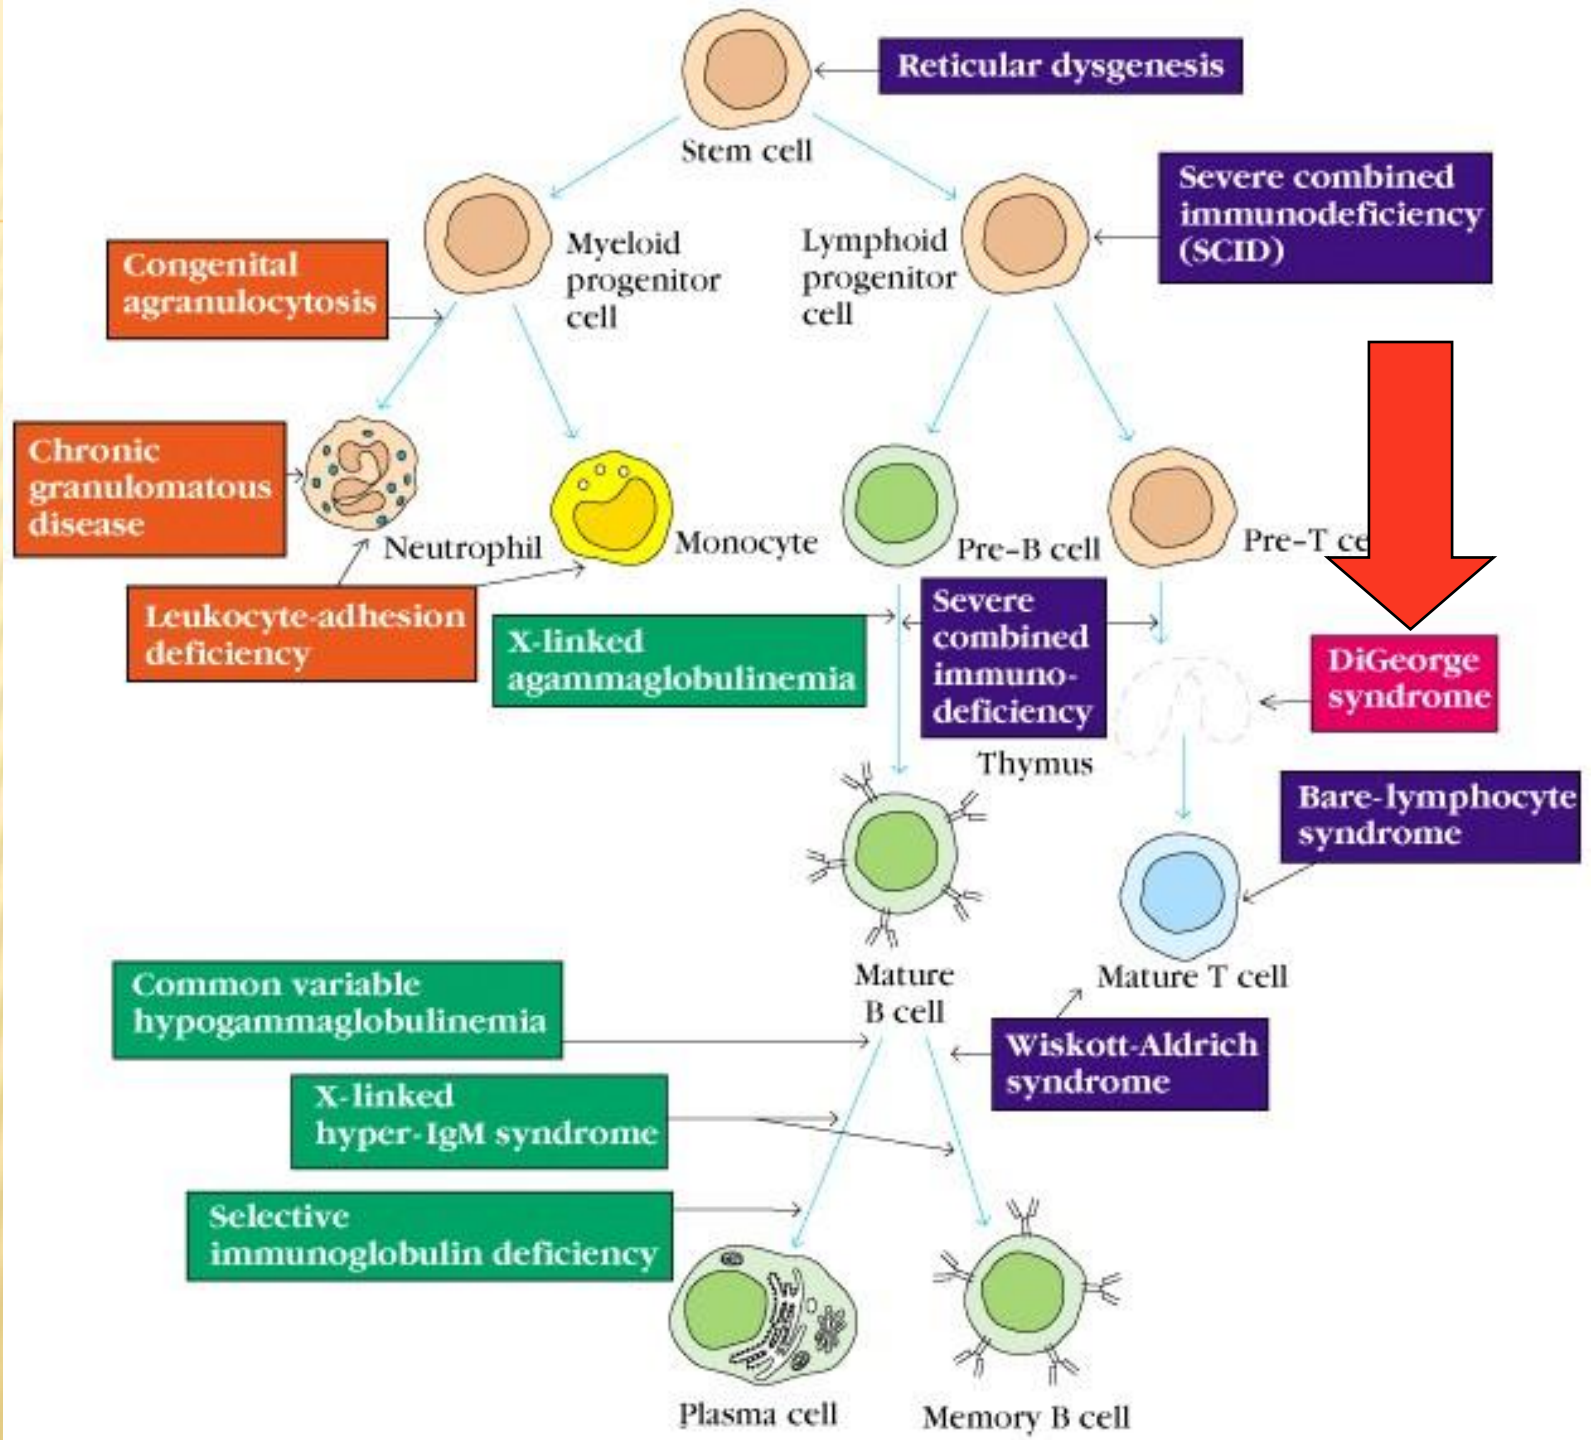 Reticular dysgenesis
Stem cell
Severe combined
immunodeficiency
(SCID)
Myeloid
progenitor
cell
Lymphoid
progenitor
cell
Congenital
agranulocytosis
Chronic
granulomatous
disease
Neutrophil
Monocyte
Pre-B cell
Pre-T ce
Leukocyte-adhesion
deficiency
X-linked
agammaglobulinemia
Severe
combined
immuno-
deficiency
DiGeorge
syndrome
Thymus
Bare-lymphocyte
syndrome
Mature
B cell
Mature T cell
Common variable
hypogammaglobulinemia
Wiskott-Aldrich
syndrome
X-linked
hyper-IgM syndrome
Selective
immunoglobulin deficiency
Plasma cell
Memory B cell